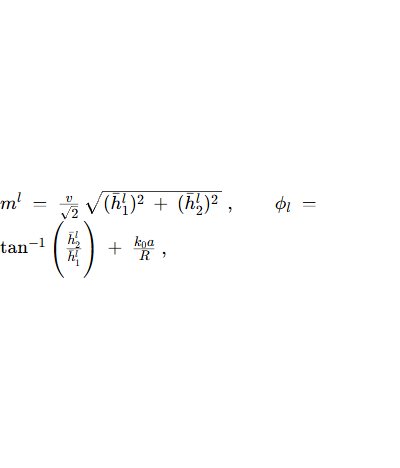 $m^l = \frac{v}{\sqrt{2}} \sqrt{(\bar{h}_1^l)^2 + (\bar{h}_2^l)^2}\ , \qquad \phi_l =$
$\tan^{-1} \left( \frac{\bar{h}_2^l}{\bar{h}_1^l} \right) + \frac{k_0 a}{R}\ ,$